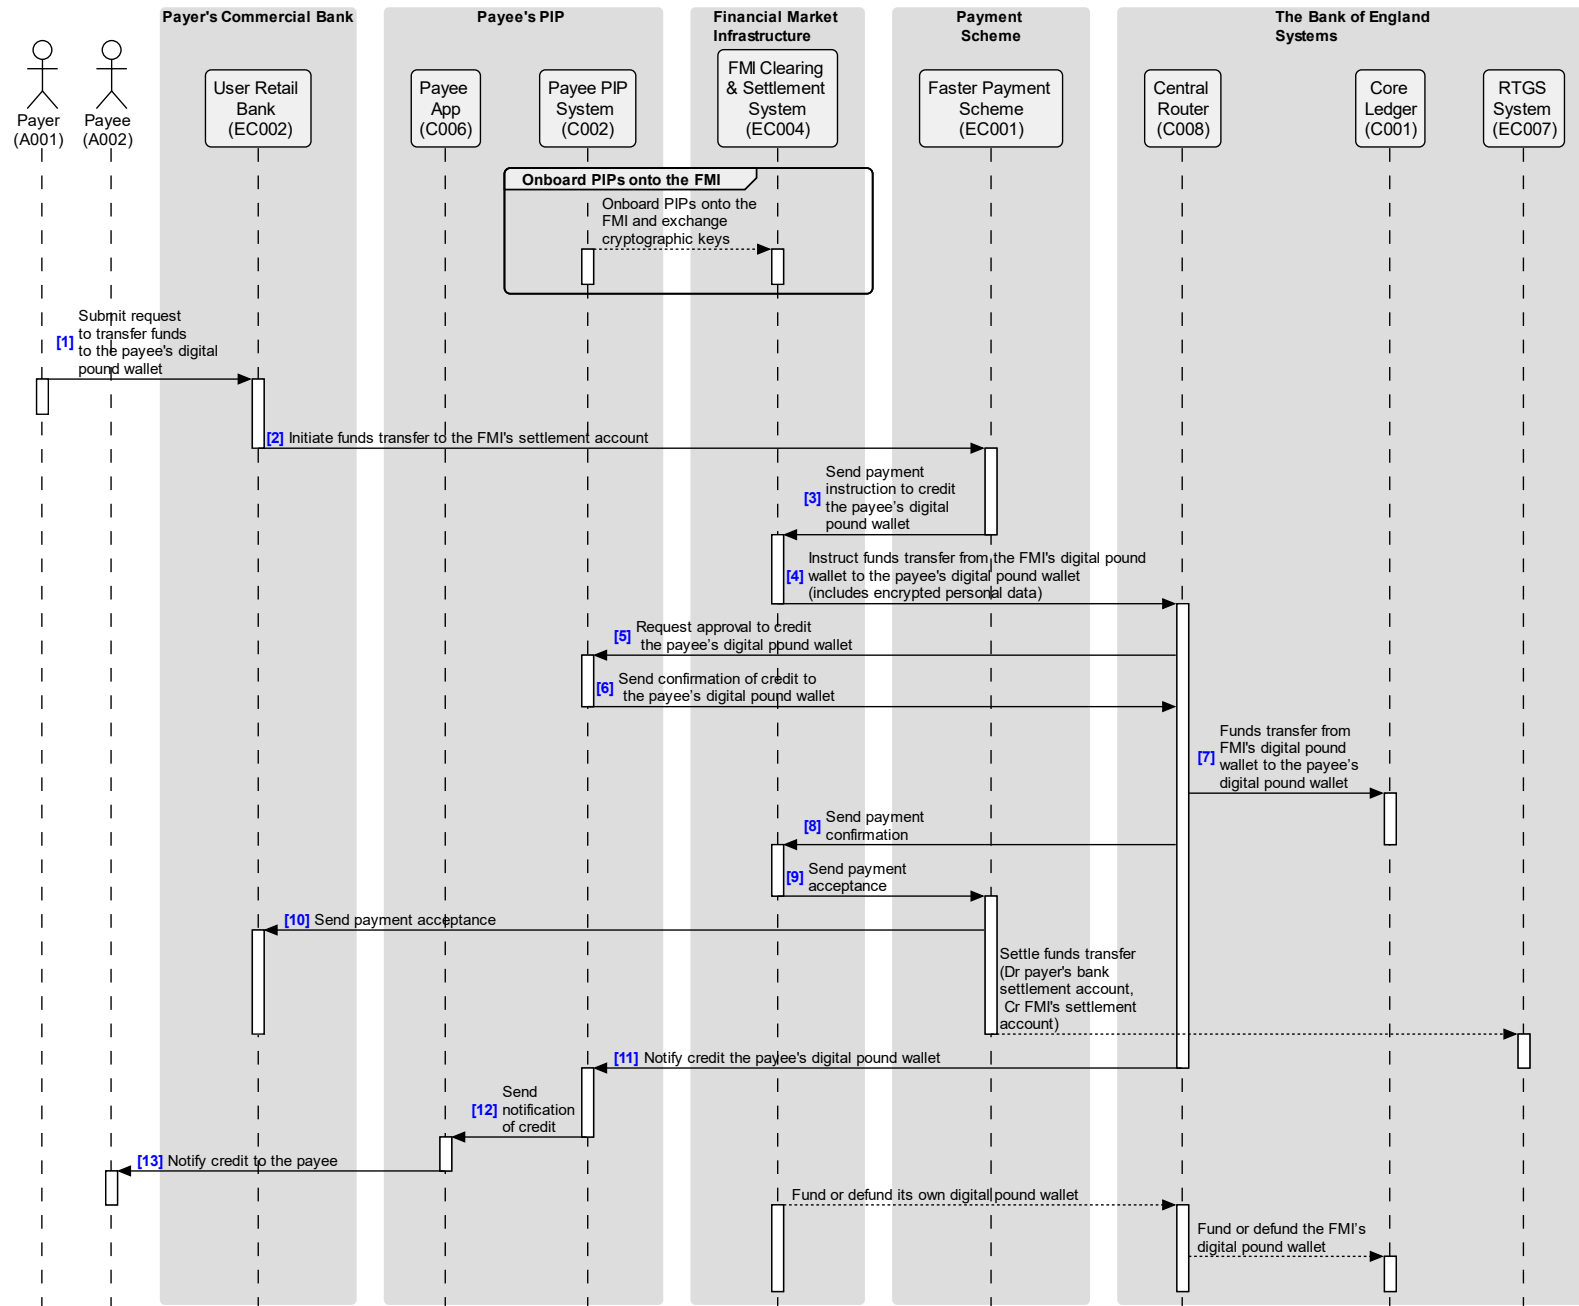 Payer's Commercial Bank
Payee's PIP
Financial Market
Infrastructure
Payment
Scheme
The Bank of England
Systems
Payer
(A001)
Payee
(A002)
User Retail
Bank
(EC002)
Payee
App
(C006)
Payee PIP
System
(C002)
FMI Clearing
& Settlement
System
(EC004)
Faster Payment
Scheme
(EC001)
Central
Router
(C008)
Core
Ledger
(C001)
RTGS
System
(EC007)
Onboard PIPs onto the FMI
Onboard PIPs onto the
FMI and exchange
cryptographic keys
[1] Submit request
to transfer funds
to the payee's digital
pound wallet
[2] Initiate funds transfer to the FMI's settlement account
[3] Send payment
instruction to credit
the payee’s digital
pound wallet
[4] Instruct funds transfer from the FMI's digital pound
wallet to the payee's digital pound wallet
(includes encrypted personal data)
[5] Request approval to credit
the payee’s digital pound wallet
[6] Send confirmation of credit to
the payee’s digital pound wallet
[7] Funds transfer from
FMI's digital pound
wallet to the payee’s
digital pound wallet
[8] Send payment
confirmation
[9] Send payment
acceptance
[10] Send payment acceptance
Settle funds transfer
(Dr payer's bank
settlement account,
Cr FMI's settlement
account)
[11] Notify credit the payee's digital pound wallet
[12] Send
notification
of credit
[13] Notify credit to the payee
Fund or defund its own digital pound wallet
Fund or defund the FMI’s
digital pound wallet